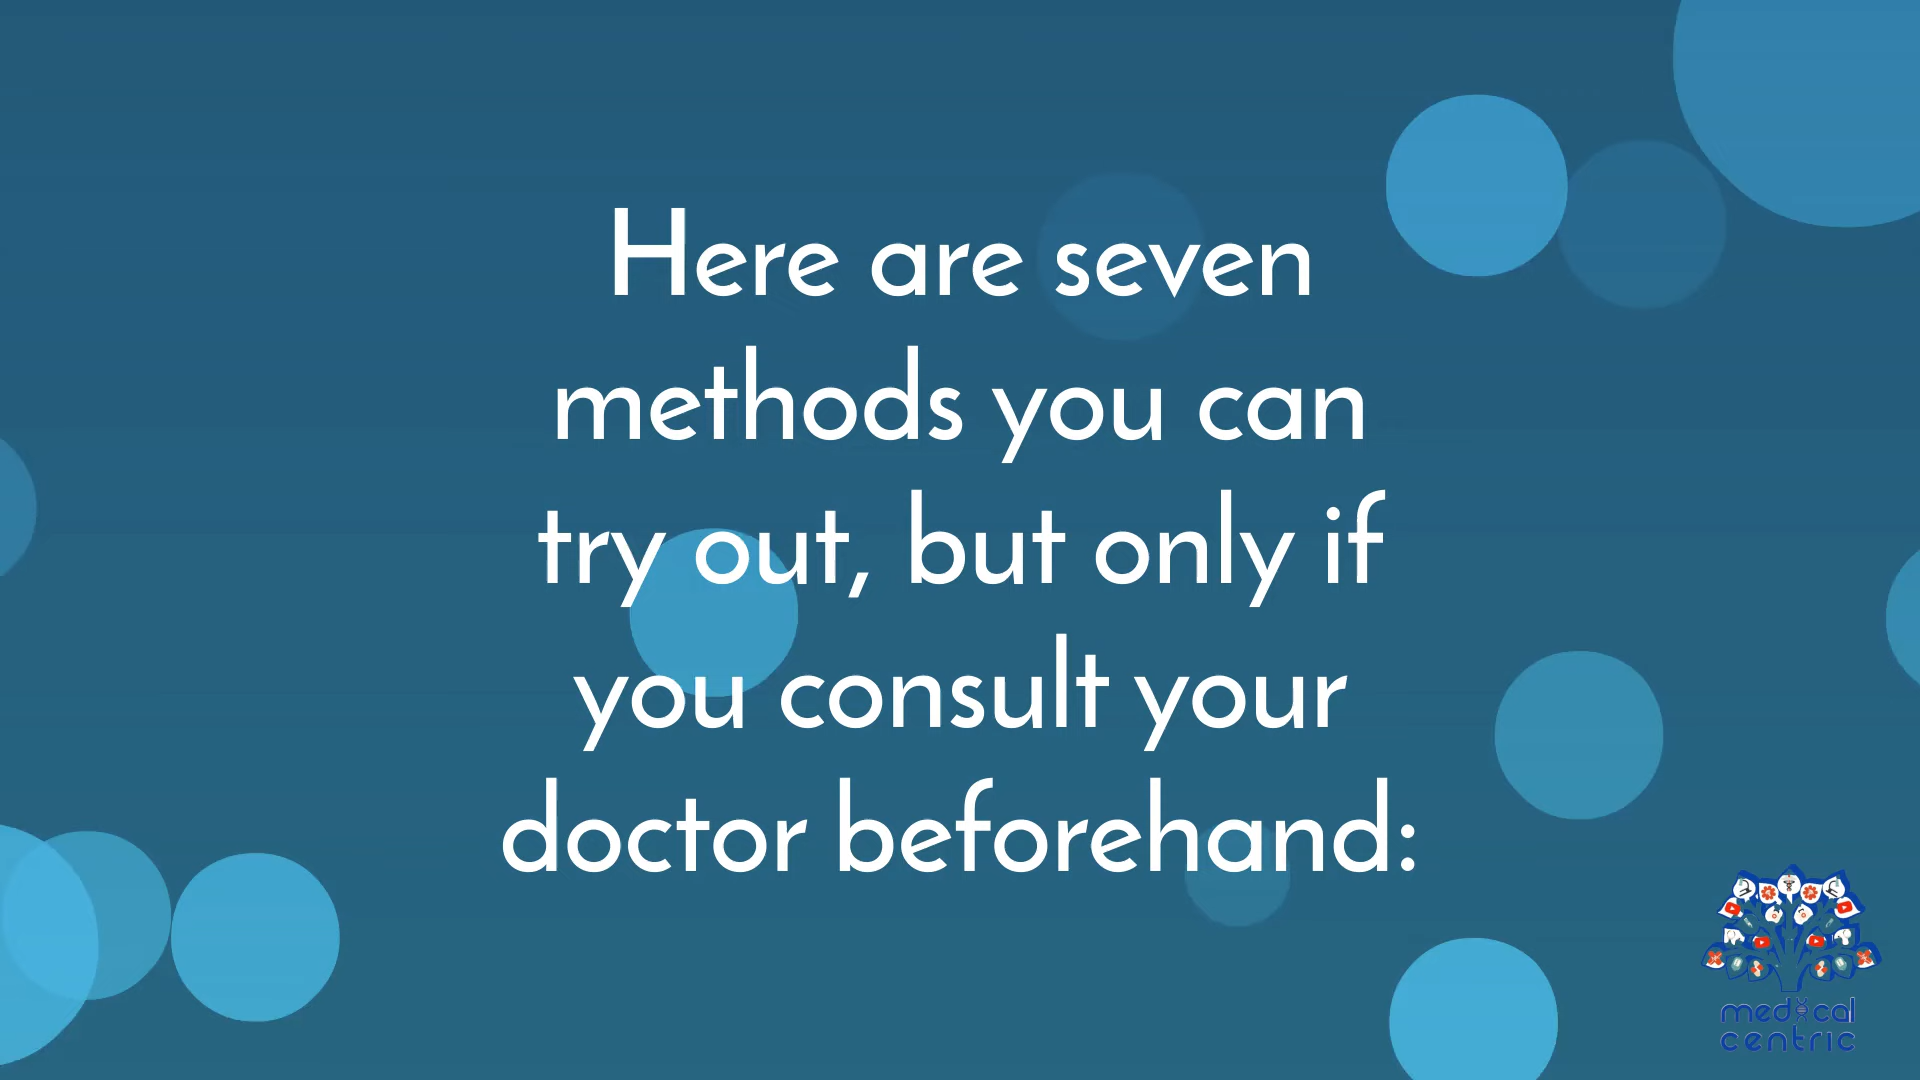 Here are seven
methods you can
try out, but only if
you consult your
doctor beforehand:
medical
centric